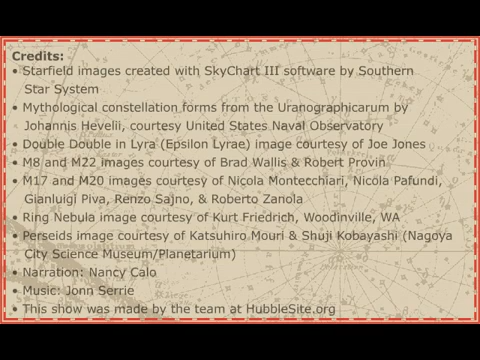 Credits:
• Starfield images created with SkyChart III software by Southern
Star System
• Mythological constellation forms from the Uranographicarum by
Johannis Hevelii, courtesy United States Naval Observatory
• Double Double in Lyra (Epsilon Lyrae) image courtesy of Joe Jones
• M8 and M22 images courtesy of Brad Wallis & Robert Provin
• M17 and M20 images courtesy of Nicola Montecchiari, Nicola Pafundi,
Gianluigi Piva, Renzo Sajno, & Roberto Zanola
• Ring Nebula image courtesy of Kurt Friedrich, Woodinville, WA
• Perseids image courtesy of Katsuhiro Mouri & Shuji Kobayashi (Nagoya
City Science Museum/Planetarium)
• Narration: Nancy Calo
• Music: Jonn Serrie
• This show was made by the team at HubbleSite.org